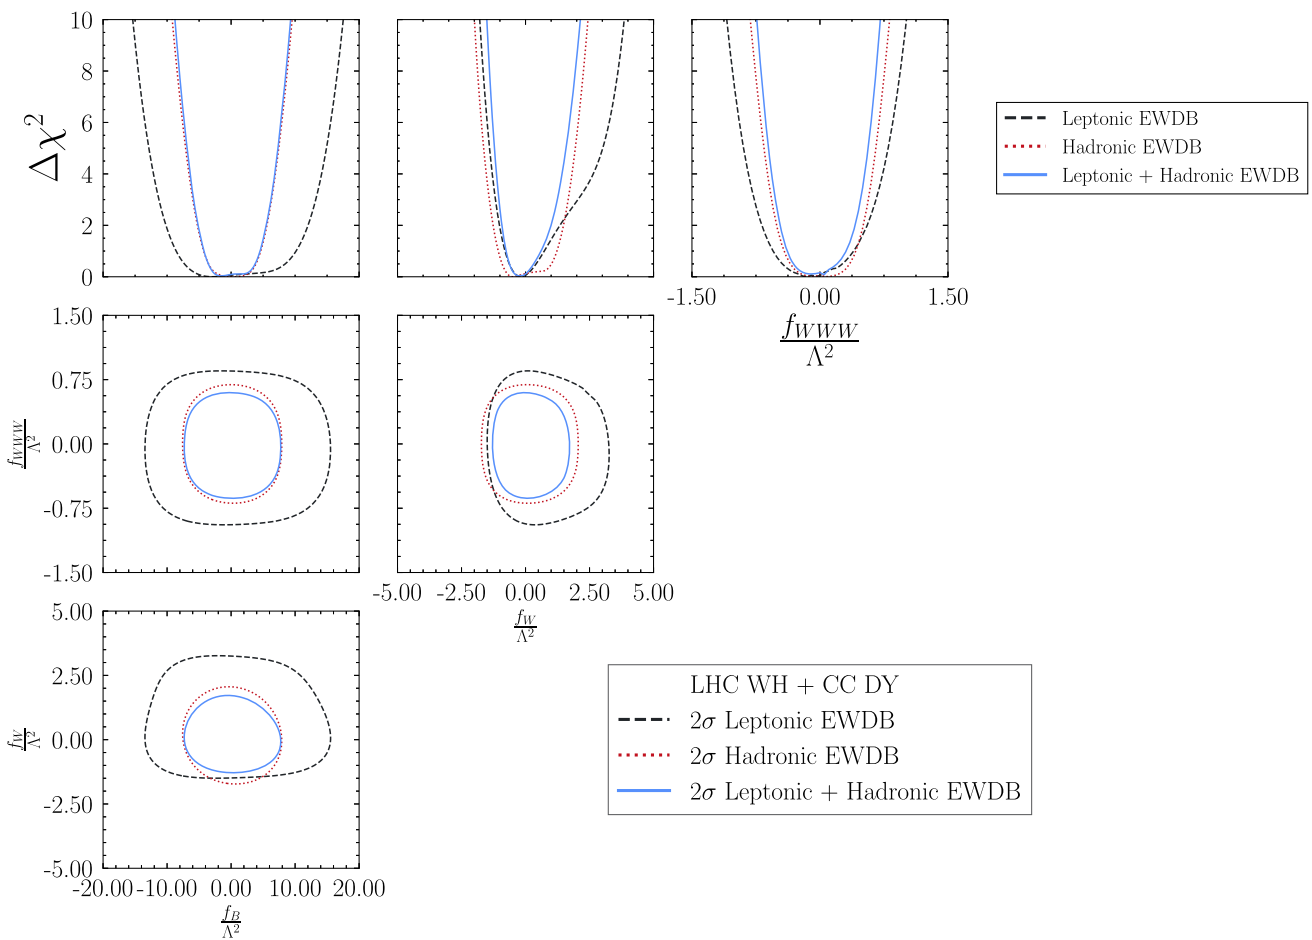 10
8
6
4
2
0
Δχ²
-1.50 0.00 1.50
f_WWW
Λ²
Leptonic EWDB
Hadronic EWDB
Leptonic + Hadronic EWDB
1.50
0.75
0.00
-0.75
-1.50
f_WWW
Λ²
-5.00 -2.50 0.00 2.50 5.00
f_W
Λ²
5.00
2.50
0.00
-2.50
-5.00
f_W
Λ²
-20.00 -10.00 0.00 10.00 20.00
f_B
Λ²
LHC WH + CC DY
2σ Leptonic EWDB
2σ Hadronic EWDB
2σ Leptonic + Hadronic EWDB